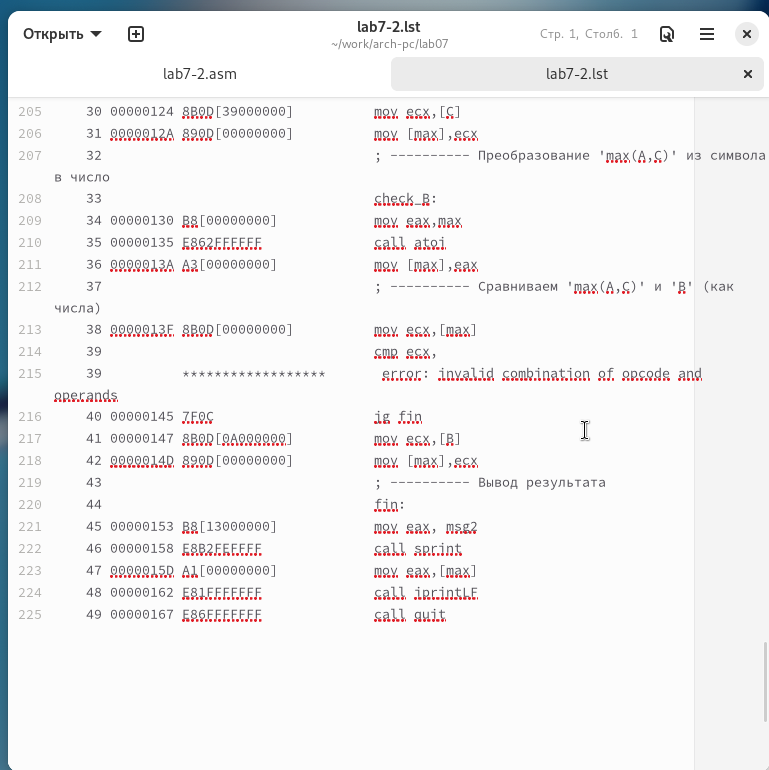 Открыть
lab7-2.lst
~/work/arch-pc/lab07
Стр. 1, Столб. 1
lab7-2.asm
lab7-2.lst
205 30 00000124 8B0D[39000000] mov ecx,[C]
206 31 0000012A 890D[00000000] mov [max],ecx
207 32 ; ---------- Преобразование 'max(A,C)' из символа
в число
208 33 check_B:
209 34 00000130 B8[00000000] mov eax,max
210 35 00000135 E862FFFFFF call atoi
211 36 0000013A A3[00000000] mov [max],eax
212 37 ; ---------- Сравниваем 'max(A,C)' и 'B' (как
числа)
213 38 0000013F 8B0D[00000000] mov ecx,[max]
214 39 cmp ecx,
215 39 ****************** error: invalid combination of opcode and
operands
216 40 00000145 7F0C jg fin
217 41 00000147 8B0D[0A000000] mov ecx,[B]
218 42 0000014D 890D[00000000] mov [max],ecx
219 43 ; ---------- Вывод результата
220 44 fin:
221 45 00000153 B8[13000000] mov eax, msg2
222 46 00000158 E8B2FEFFFF call sprint
223 47 0000015D A1[00000000] mov eax,[max]
224 48 00000162 E81FFFFFFF call iprintLF
225 49 00000167 E86FFFFFFF call quit